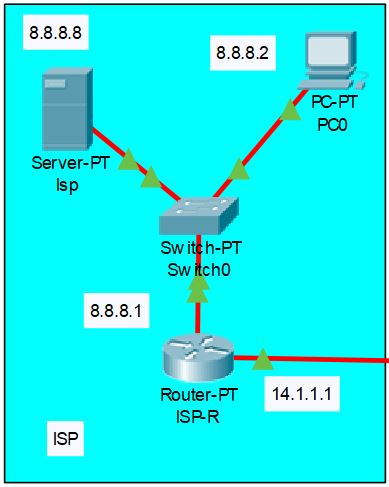 8.8.8.8
8.8.8.2
PC-PT
PC0
Server-PT
Isp
Switch-PT
Switch0
8.8.8.1
Router-PT
ISP-R
14.1.1.1
ISP